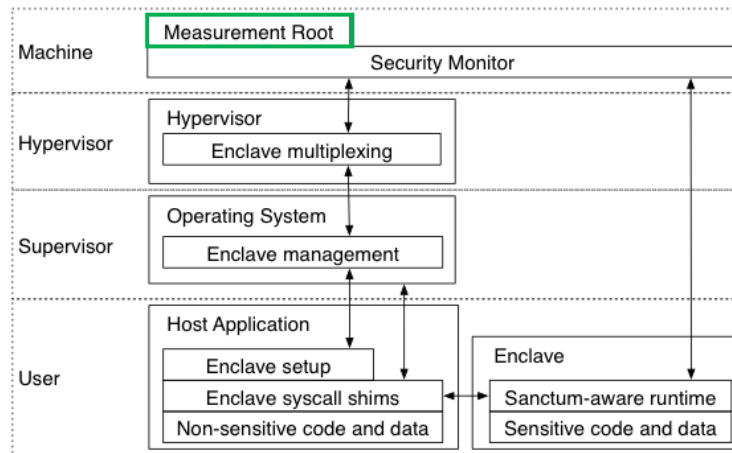 Machine
Measurement Root
Security Monitor
Hypervisor
Hypervisor
Enclave multiplexing
Supervisor
Operating System
Enclave management
User
Host Application
Enclave setup
Enclave syscall shims
Non-sensitive code and data
Enclave
Sanctum-aware runtime
Sensitive code and data